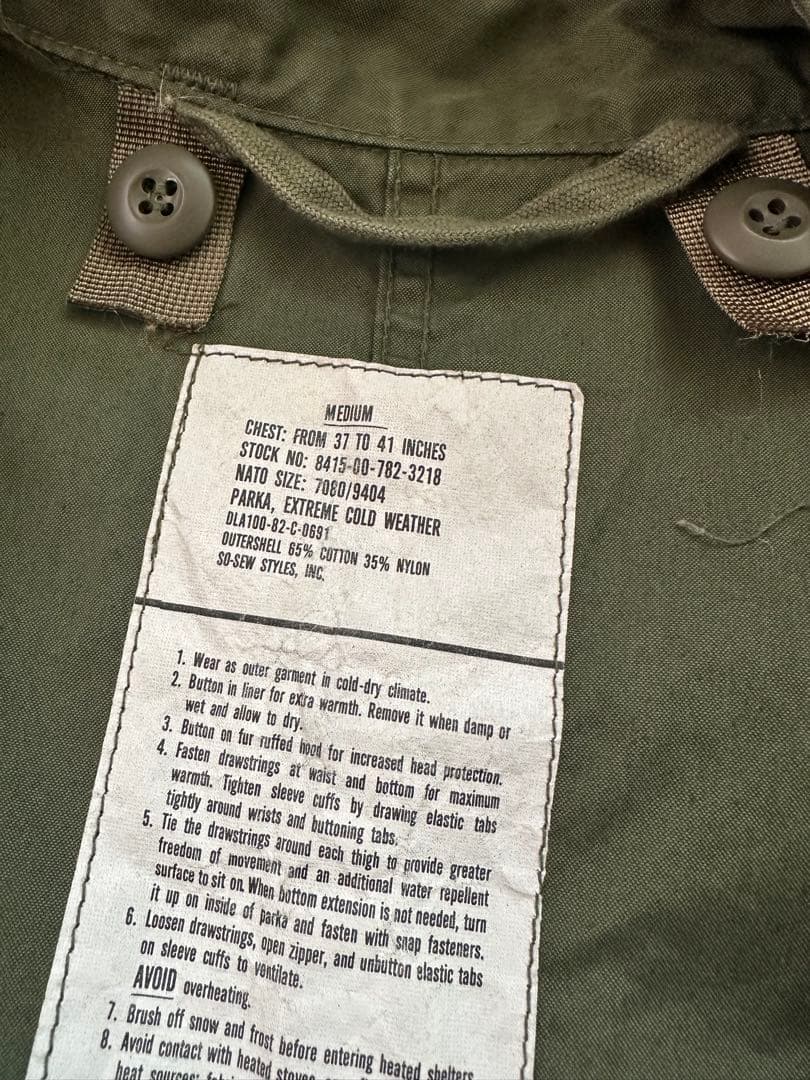 MEDIUM
CHEST: FROM 37 TO 41 INCHES
STOCK NO: 8415-00-782-3218
NATO SIZE: 7080/9404
PARKA, EXTREME COLD WEATHER
DLA100-82-C-0691
OUTERSHELL 65% COTTON 35% NYLON
SO-SEW STYLES, INC.
1. Wear as outer garment in cold-dry climate.
2. Button in liner for extra warmth. Remove it when damp or
wet and allow to dry.
3. Button on fur ruffed hood for increased head protection.
4. Fasten drawstrings at waist and bottom for maximum
warmth. Tighten sleeve cuffs by drawing elastic tabs
tightly around wrists and buttoning tabs.
5. Tie the drawstrings around each thigh to provide greater
freedom of movement and an additional water repellent
surface to sit on. When bottom extension is not needed, turn
it up on inside of parka and fasten with snap fasteners.
6. Loosen drawstrings, open zipper, and unbutton elastic tabs
on sleeve cuffs to ventilate.
AVOID overheating.
7. Brush off snow and frost before entering heated shelters
8. Avoid contact with heated stoves
heat sources: